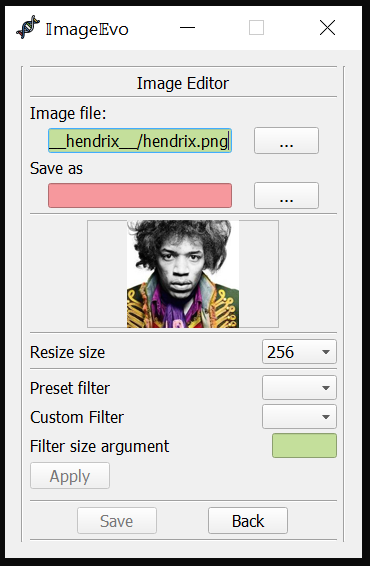 𝕀mage𝔼vo
Image Editor
Image file:
__hendrix__/hendrix.png
...
Save as
...
Resize size
256
Preset filter
Custom Filter
Filter size argument
Apply
Save
Back